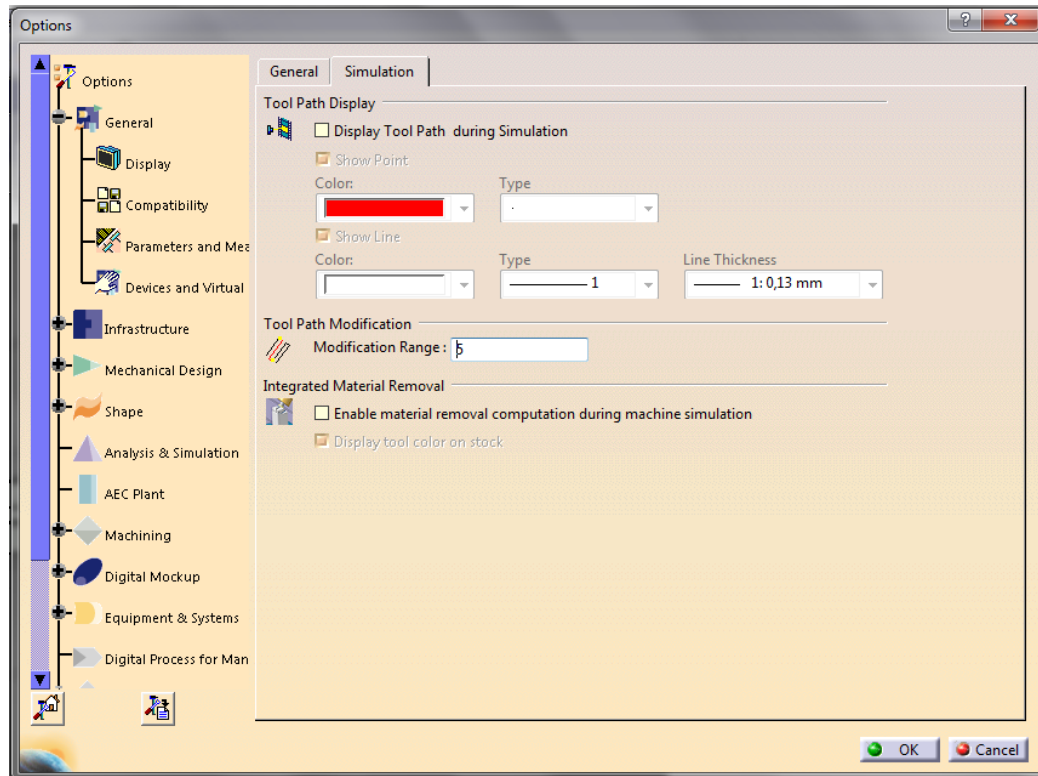 Options
Options
General
Display
Compatibility
Parameters and Mea
Devices and Virtual
Infrastructure
Mechanical Design
Shape
Analysis & Simulation
AEC Plant
Machining
Digital Mockup
Equipment & Systems
Digital Process for Man
General Simulation
Tool Path Display
Display Tool Path during Simulation
Show Point
Color: Type
.
Show Line
Color: Type Line Thickness
1 1: 0,13 mm
Tool Path Modification
Modification Range : 5
Integrated Material Removal
Enable material removal computation during machine simulation
Display tool color on stock
OK Cancel